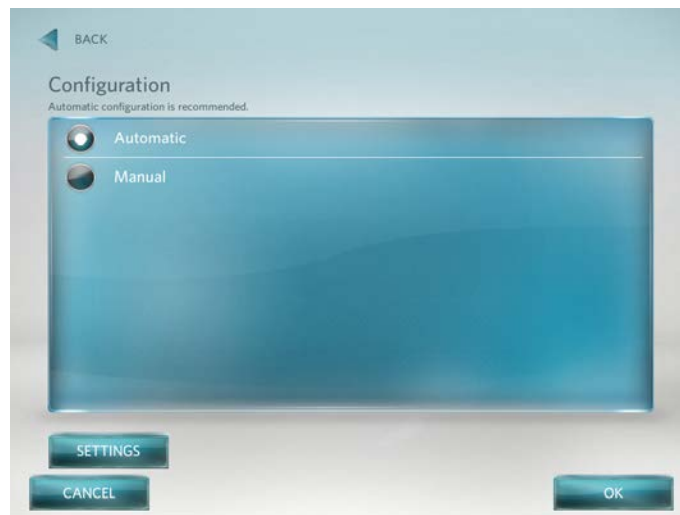 BACK
Configuration
Automatic configuration is recommended.
Automatic
Manual
SETTINGS
CANCEL
OK